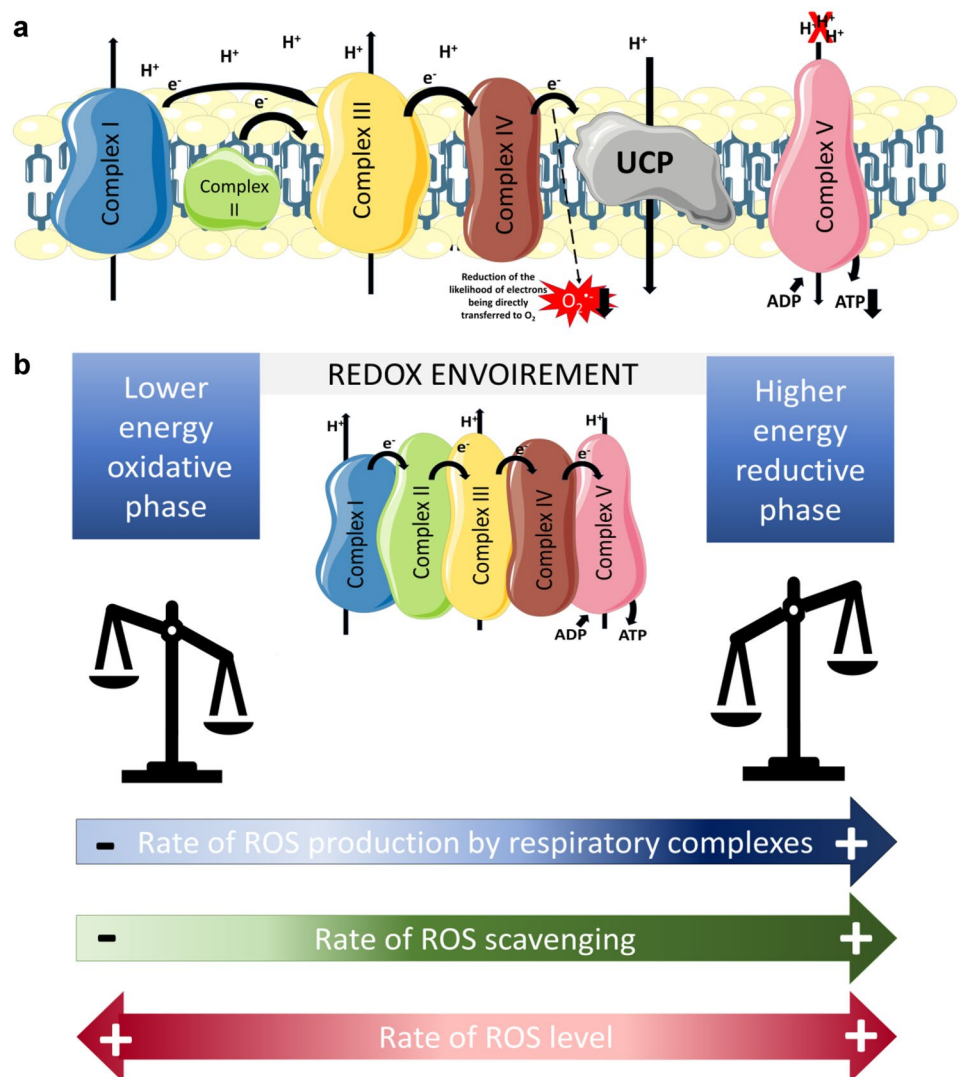 a
H⁺
H⁺
H⁺
H⁺
H⁺
H⁺
H⁺
H⁺
H⁺
H⁺
X
e⁻
e⁻
e⁻
e⁻
Complex I
Complex
II
Complex III
Complex IV
UCP
Complex V
Reduction of the
likelihood of electrons
being directly
transferred to O₂
O₂•⁻
ADP
ATP
b
Lower
energy
oxidative
phase
REDOX ENVOIREMENT
Higher
energy
reductive
phase
H⁺
H⁺
H⁺
e⁻
e⁻
e⁻
e⁻
Complex I
Complex II
Complex III
Complex IV
Complex V
ADP
ATP
- Rate of ROS production by respiratory complexes +
- Rate of ROS scavenging +
+ Rate of ROS level +